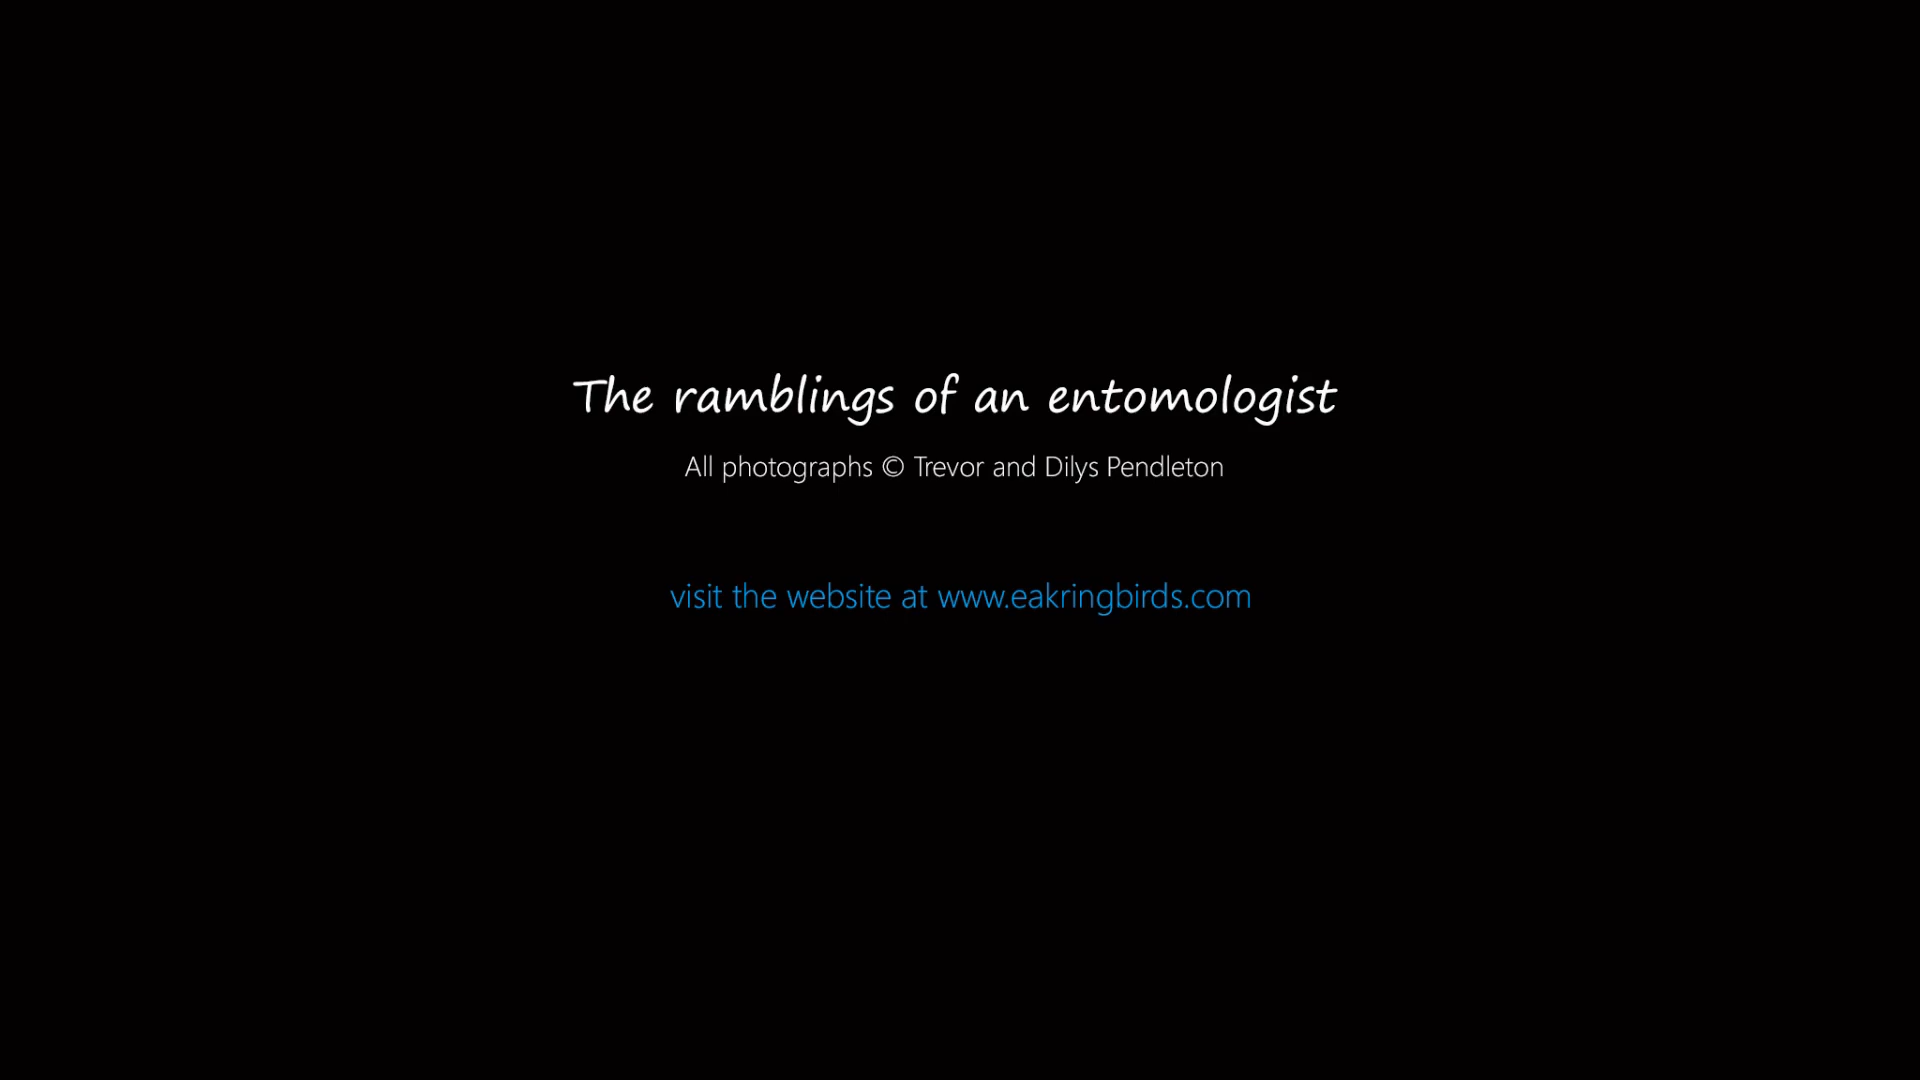 The ramblings of an entomologist
All photographs © Trevor and Dilys Pendleton
visit the website at www.eakringbirds.com